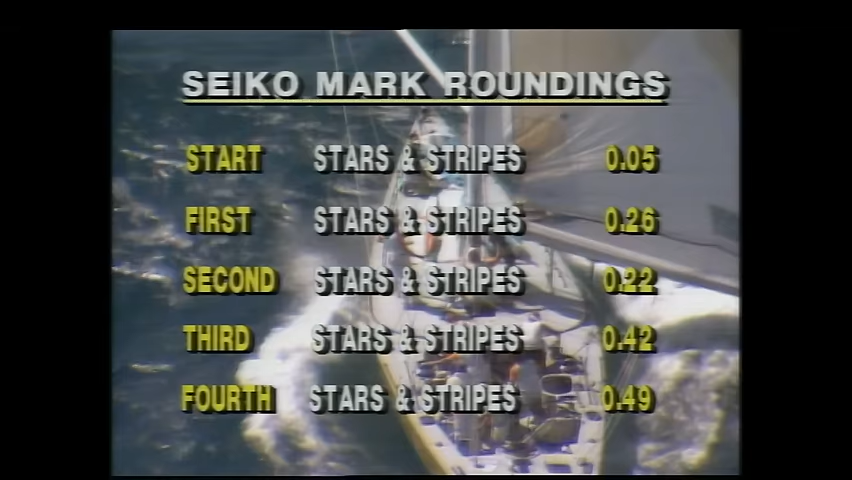 SEIKO MARK ROUNDINGS
START STARS & STRIPES 0.05
FIRST STARS & STRIPES 0.26
SECOND STARS & STRIPES 0.22
THIRD STARS & STRIPES 0.42
FOURTH STARS & STRIPES 0.49